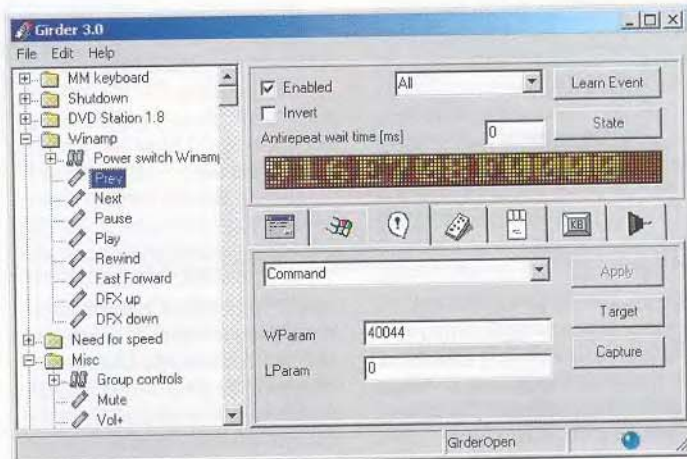 Girder 3.0
File Edit Help
MM keyboard
Shutdown
DVD Station 1.8
Winamp
Power switch Winamp
Prev
Next
Pause
Play
Rewind
Fast Forward
DFX up
DFX down
Need for speed
Misc
Group controls
Mute
Vol+
Enabled
All
Learn Event
Invert
State
Antirepeat wait time [ms]
0
KB
Command
Apply
Target
WParam
40044
Capture
LParam
0
GirderOpen